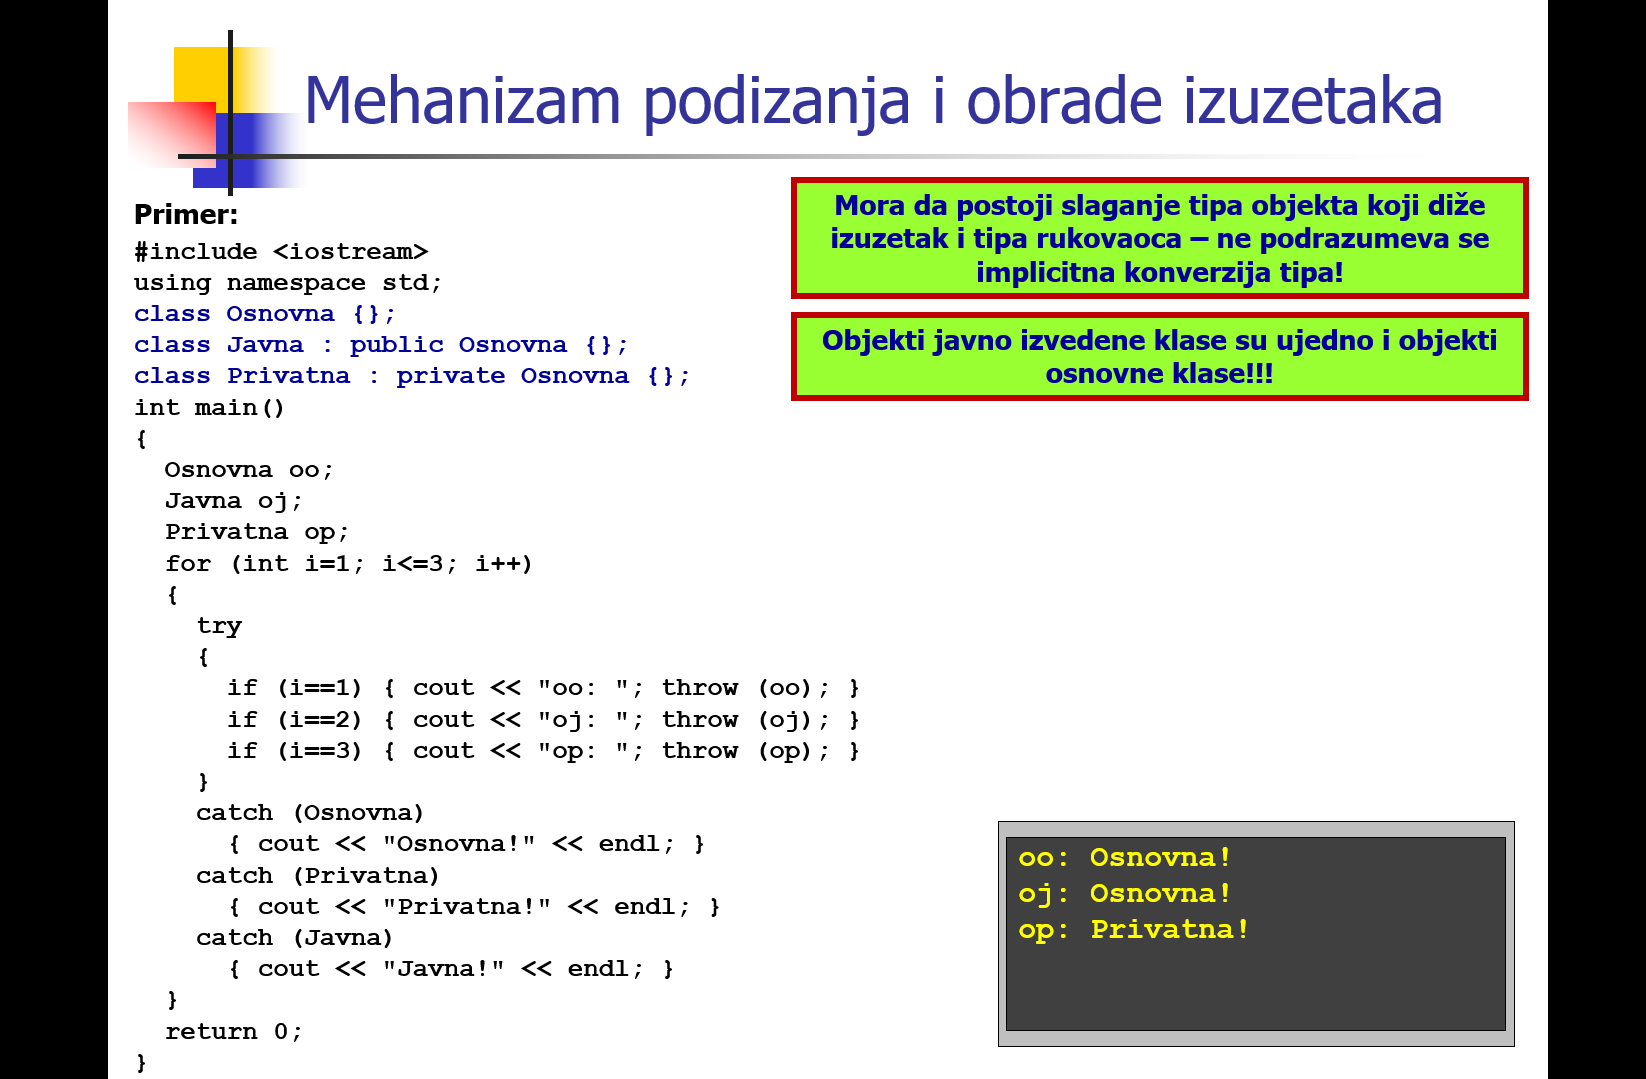 Mehanizam podizanja i obrade izuzetaka
Primer:
#include <iostream>
using namespace std;
class Osnovna {};
class Javna : public Osnovna {};
class Privatna : private Osnovna {};
int main()
{
  Osnovna oo;
  Javna oj;
  Privatna op;
  for (int i=1; i<=3; i++)
  {
    try
    {
      if (i==1) { cout << "oo: "; throw (oo); }
      if (i==2) { cout << "oj: "; throw (oj); }
      if (i==3) { cout << "op: "; throw (op); }
    }
    catch (Osnovna)
      { cout << "Osnovna!" << endl; }
    catch (Privatna)
      { cout << "Privatna!" << endl; }
    catch (Javna)
      { cout << "Javna!" << endl; }
  }
  return 0;
}
Mora da postoji slaganje tipa objekta koji diže
izuzetak i tipa rukovaoca – ne podrazumeva se
implicitna konverzija tipa!
Objekti javno izvedene klase su ujedno i objekti
osnovne klase!!!
oo: Osnovna!
oj: Osnovna!
op: Privatna!